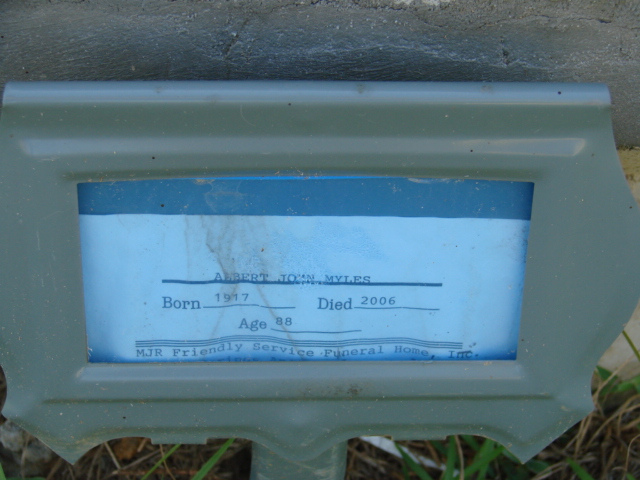 ALBERT JOHN MYLES
Born 1917 Died 2006
Age 88
MJR Friendly Service Funeral Home, Inc.